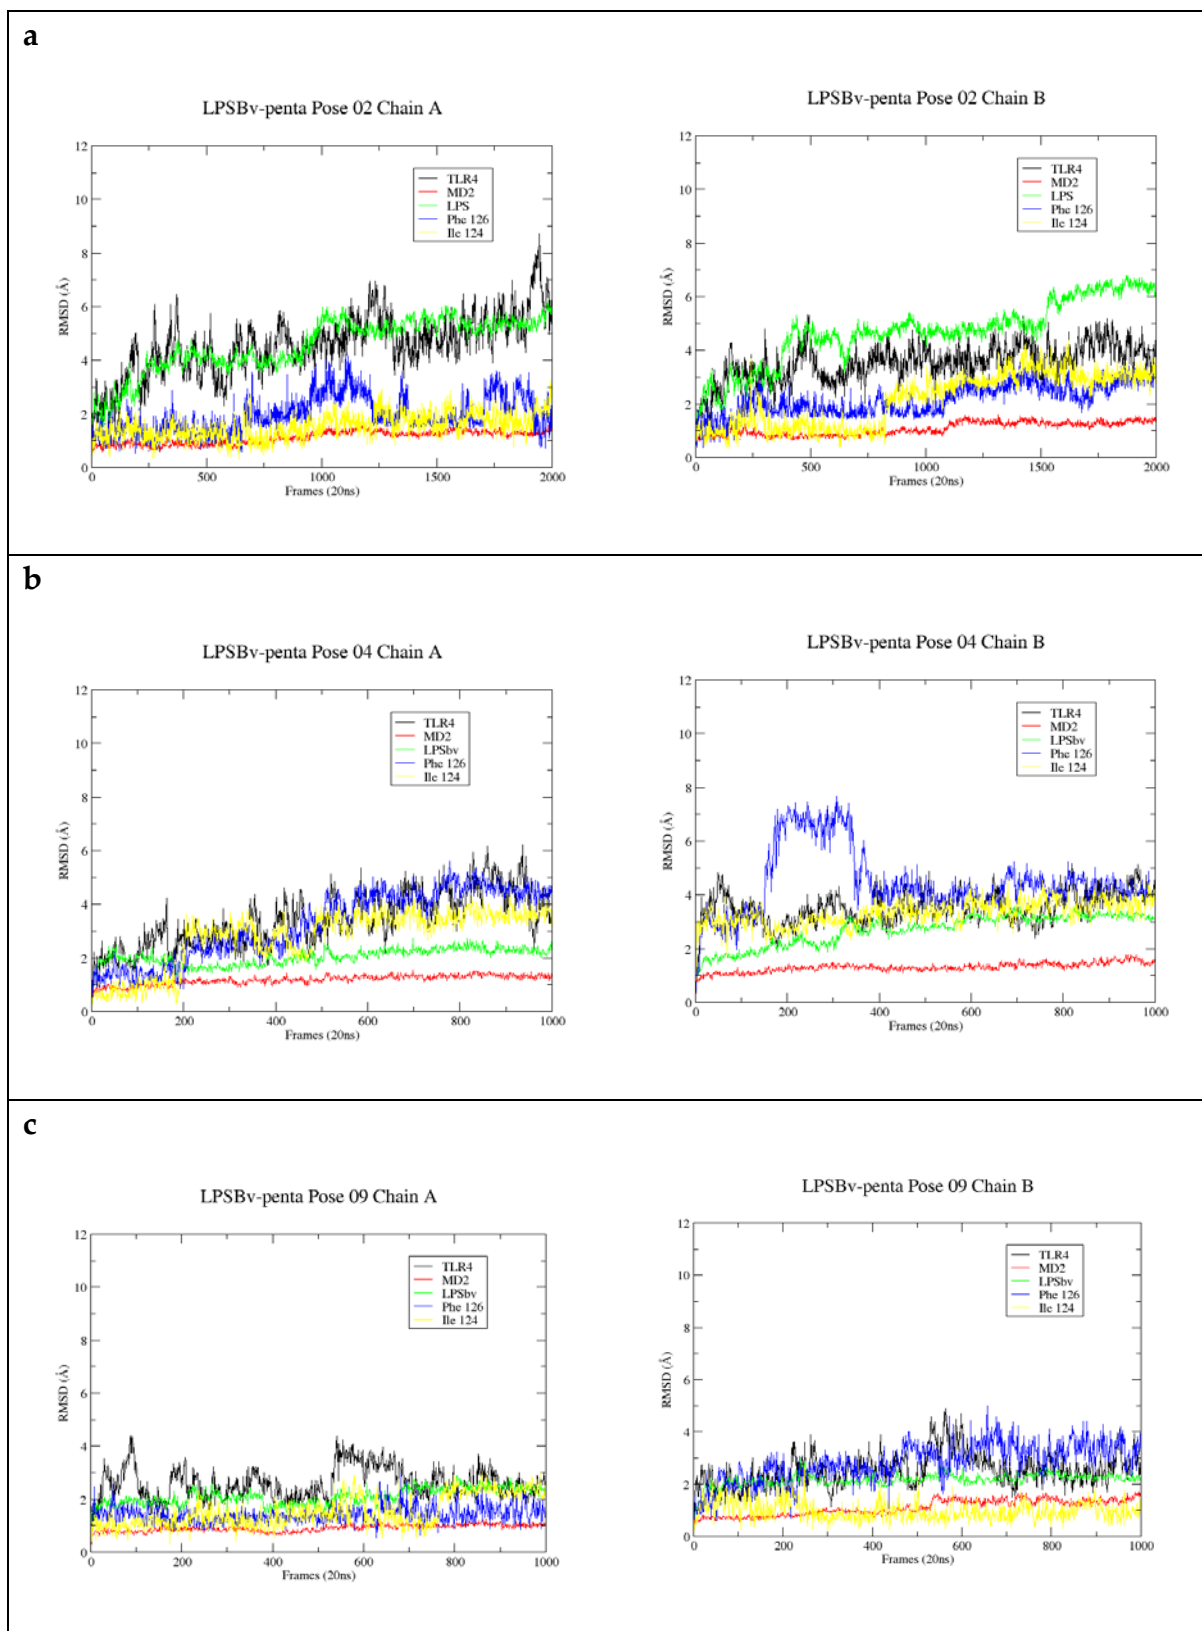 a
LPSBv-penta Pose 02 Chain A
12
10
8
6
4
2
0
RMSD (Å)
TLR4
MD2
LPS
Phe 126
Ile 124
0 500 1000 1500 2000
Frames (20ns)
LPSBv-penta Pose 02 Chain B
12
10
8
6
4
2
0
RMSD (Å)
TLR4
MD2
LPS
Phe 126
Ile 124
0 500 1000 1500 2000
Frames (20ns)
b
LPSBv-penta Pose 04 Chain A
12
10
8
6
4
2
0
RMSD (Å)
TLR4
MD2
LPSbv
Phe 126
Ile 124
0 200 400 600 800 1000
Frames (20ns)
LPSBv-penta Pose 04 Chain B
12
10
8
6
4
2
0
RMSD (Å)
TLR4
MD2
LPSbv
Phe 126
Ile 124
0 200 400 600 800 1000
Frames (20ns)
c
LPSBv-penta Pose 09 Chain A
12
10
8
6
4
2
0
RMSD (Å)
TLR4
MD2
LPSbv
Phe 126
Ile 124
0 200 400 600 800 1000
Frames (20ns)
LPSBv-penta Pose 09 Chain B
12
10
8
6
4
2
0
RMSD (Å)
TLR4
MD2
LPSbv
Phe 126
Ile 124
0 200 400 600 800 1000
Frames (20ns)